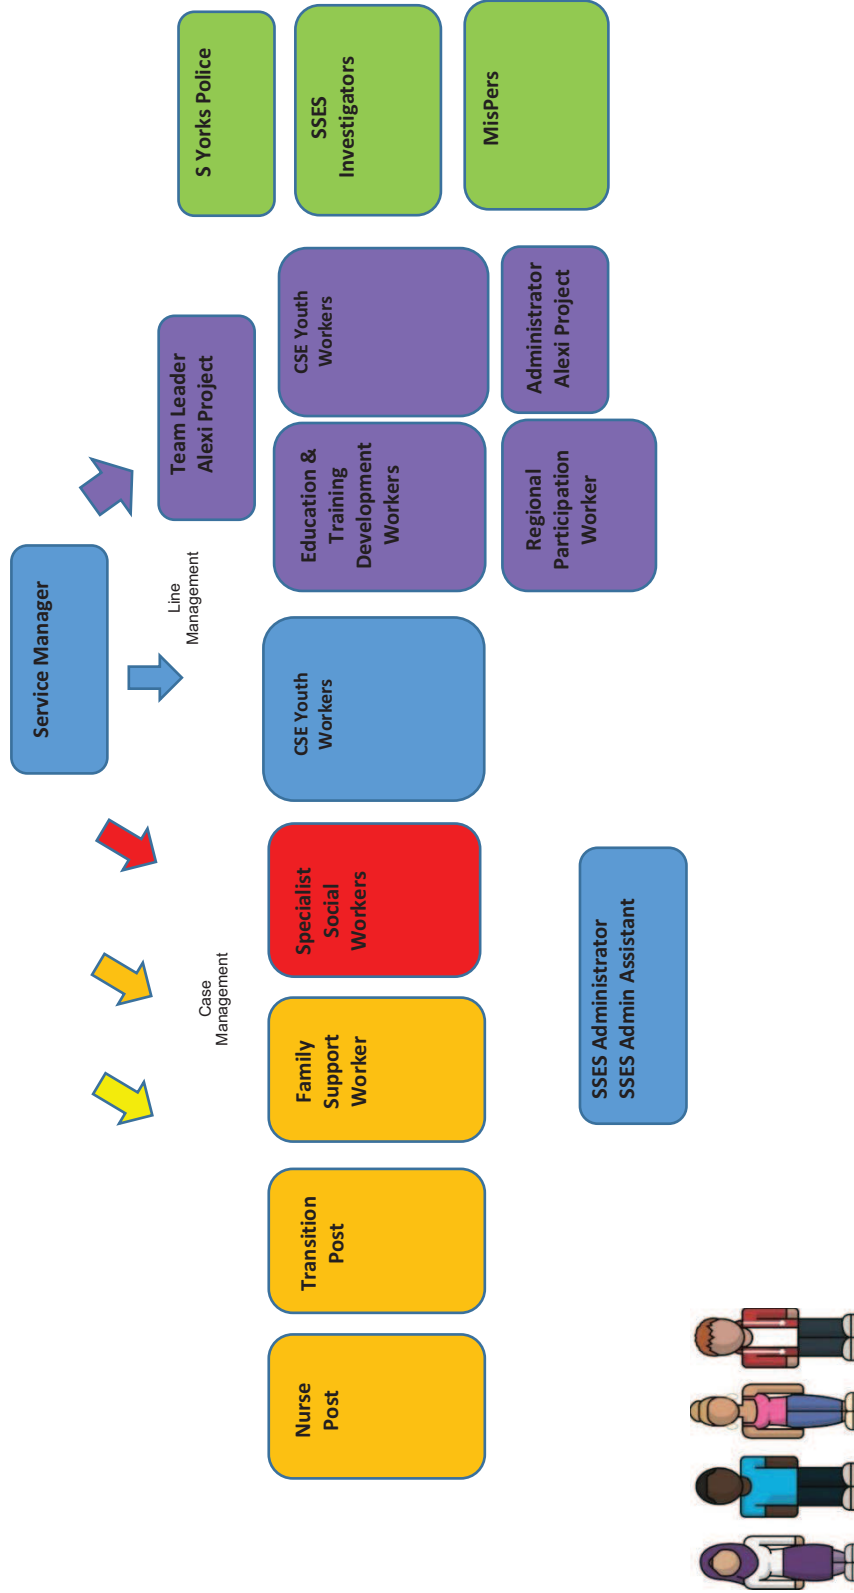 Service Manager
Case
Management
Line
Management
Team Leader
Alexi Project
S Yorks Police
Nurse
Post
Transition
Post
Family
Support
Worker
Specialist
Social
Workers
CSE Youth
Workers
Education &
Training
Development
Workers
CSE Youth
Workers
SSES
Investigators
Regional
Participation
Worker
Administrator
Alexi Project
MisPers
SSES Administrator
SSES Admin Assistant